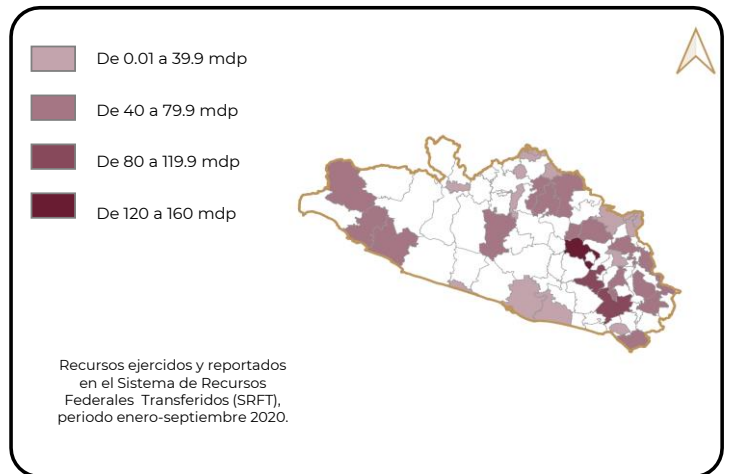 De 0.01 a 39.9 mdp
De 40 a 79.9 mdp
De 80 a 119.9 mdp
De 120 a 160 mdp
Recursos ejercidos y reportados
en el Sistema de Recursos
Federales Transferidos (SRFT),
periodo enero-septiembre 2020.